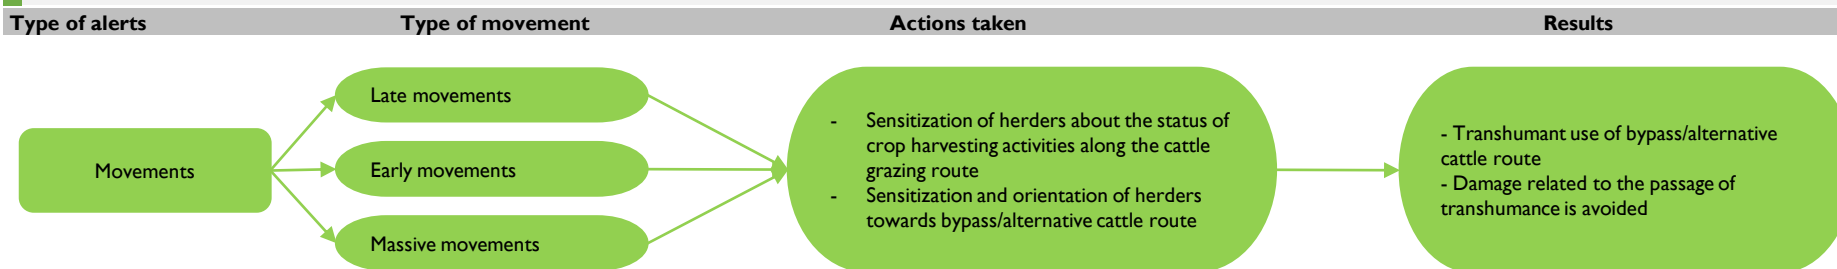 Type of alerts
Type of movement
Actions taken
Results
Movements
Late movements
Early movements
Massive movements
- Sensitization of herders about the status of
crop harvesting activities along the cattle
grazing route
- Sensitization and orientation of herders
towards bypass/alternative cattle route
- Transhumant use of bypass/alternative
cattle route
- Damage related to the passage of
transhumance is avoided